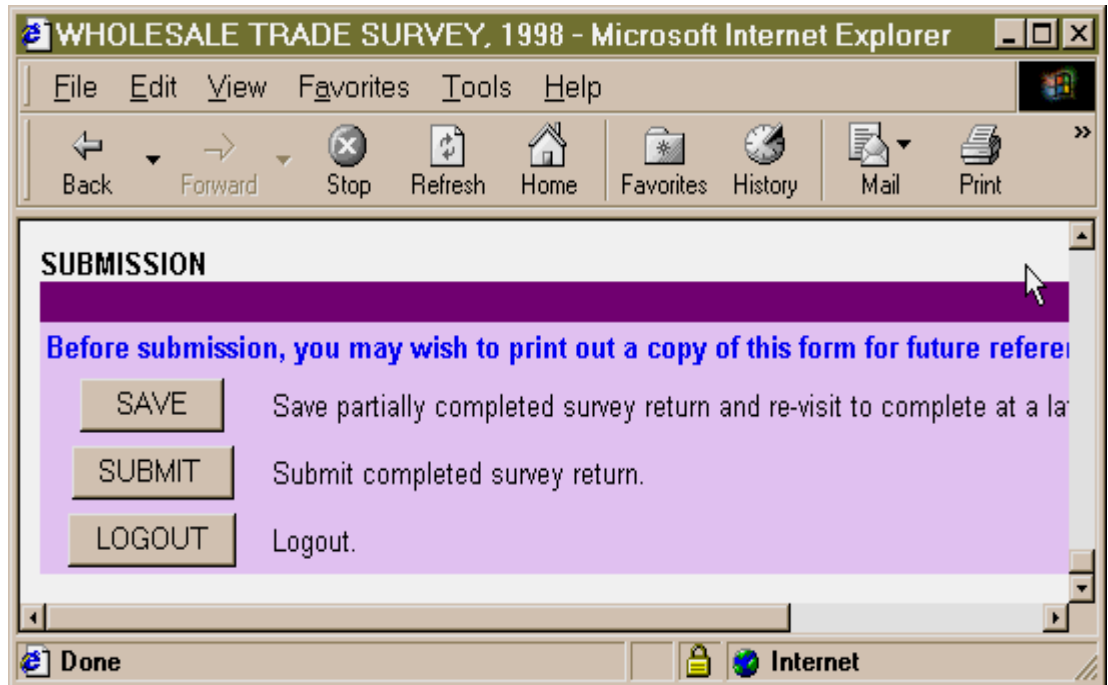 WHOLESALE TRADE SURVEY, 1998 - Microsoft Internet Explorer
File Edit View Favorites Tools Help
Back Forward Stop Refresh Home Favorites History Mail Print »
SUBMISSION
Before submission, you may wish to print out a copy of this form for future refere
SAVE Save partially completed survey return and re-visit to complete at a la
SUBMIT Submit completed survey return.
LOGOUT Logout.
Done Internet